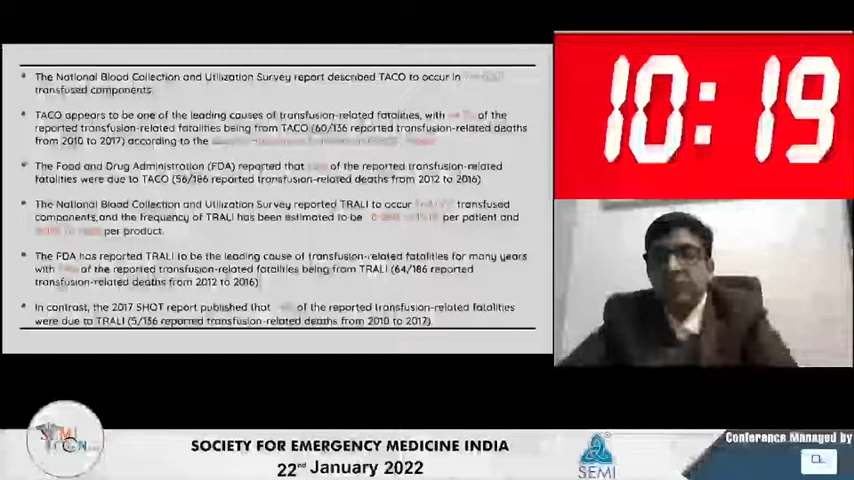 The National Blood Collection and Utilization Survey report described TACO to occur in
transfused components
TACO appears to be one of the leading causes of transfusion-related fatalities, with of the
reported transfusion-related fatalities being from TACO (60/136 reported transfusion-related deaths
from 2010 to 2017) according to the
The Food and Drug Administration (FDA) reported that of the reported transfusion-related
fatalities were due to TACO (56/186 reported transfusion-related deaths from 2012 to 2016)
The National Blood Collection and Utilization Survey reported TRALI to occur transfused
components,and the frequency of TRALI has been estimated to be per patient and
per product.
The FDA has reported TRALI to be the leading cause of transfusion-related fatalities for many years
with of the reported transfusion-related fatalities being from TRALI (64/186 reported
transfusion-related deaths from 2012 to 2016)
In contrast, the 2017 SHOT report published that of the reported transfusion-related fatalities
were due to TRALI (5/136 reported transfusion-related deaths from 2010 to 2017).
10:19
SOCIETY FOR EMERGENCY MEDICINE INDIA
22nd January 2022
SEMI
Conference Managed by